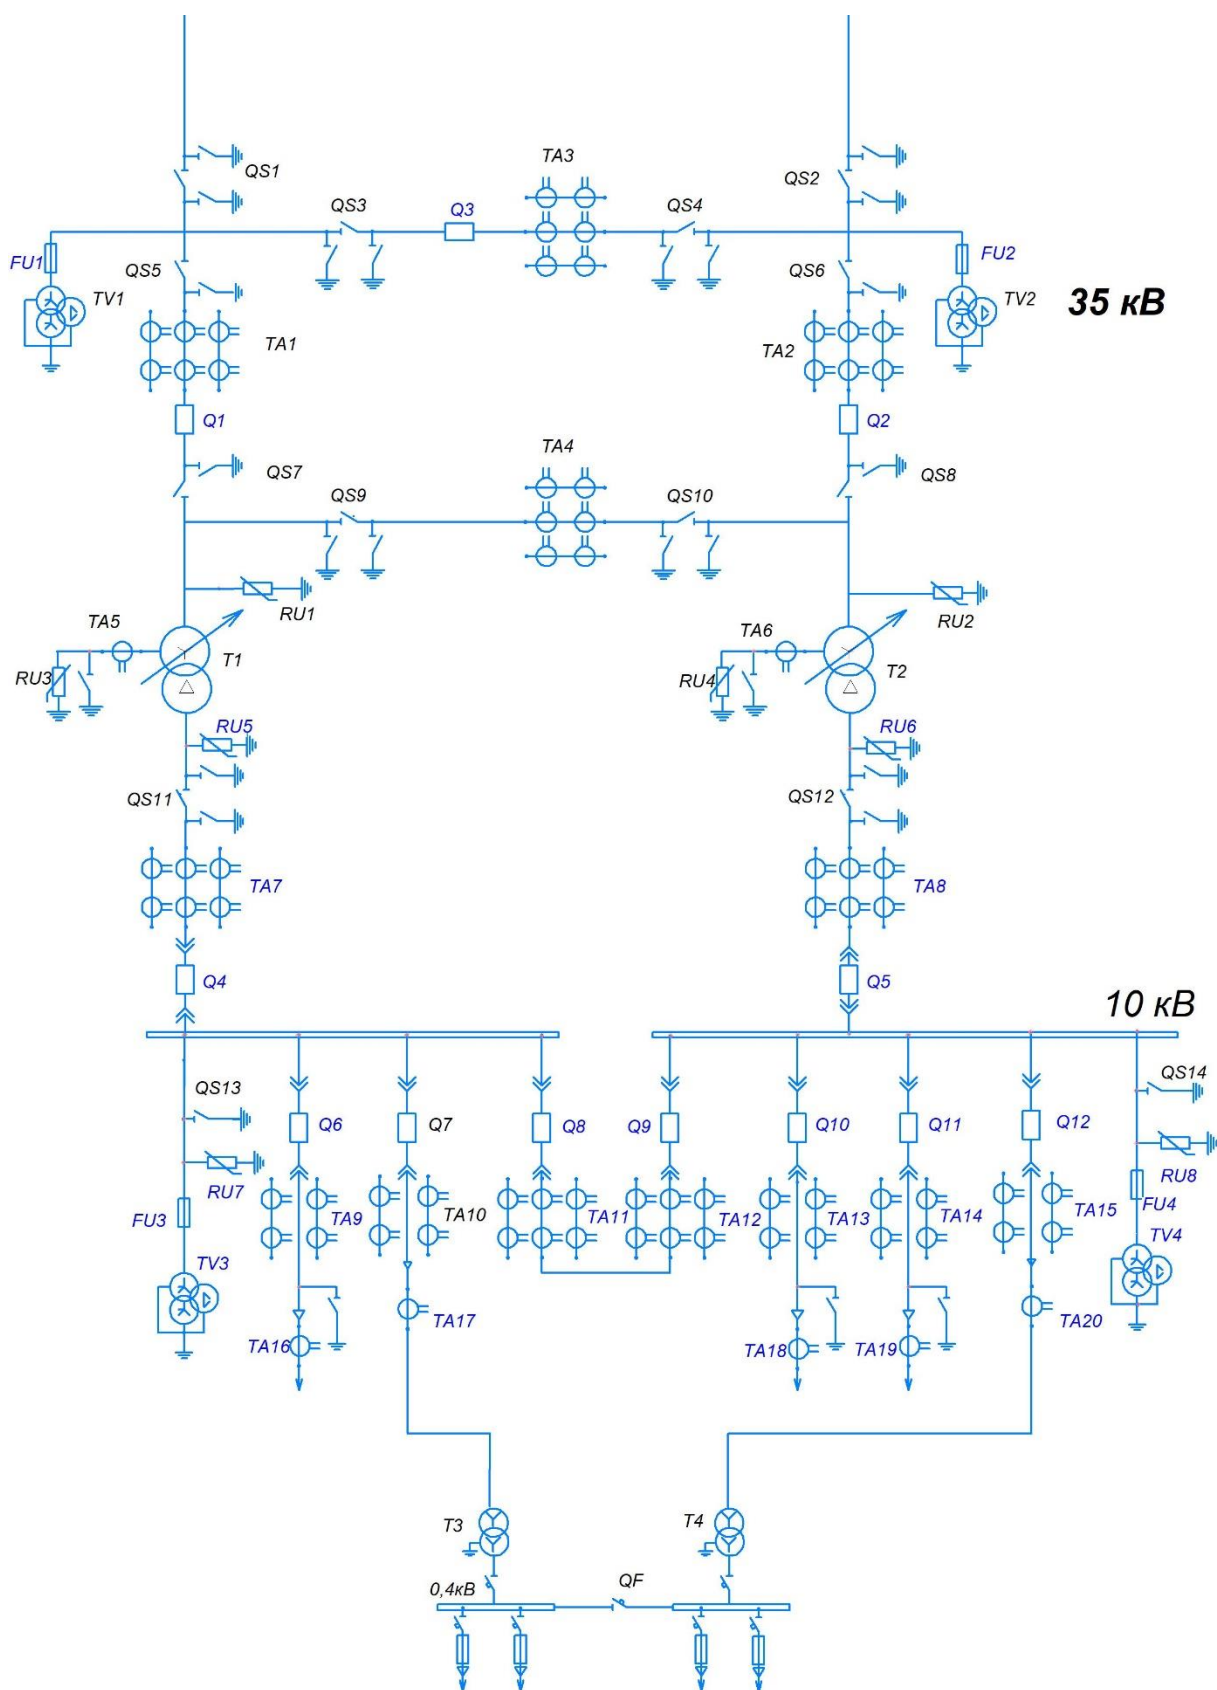 TA3
QS1
QS2
QS3
Q3
QS4
FU1
QS5
QS6
FU2
TV1
TV2
35 кВ
TA1
TA2
Q1
Q2
TA4
QS7
QS8
QS9
QS10
RU1
RU2
TA5
TA6
T1
T2
RU3
RU4
RU5
RU6
QS11
QS12
TA7
TA8
Q4
Q5
10 кВ
QS13
QS14
Q6
Q7
Q8
Q9
Q10
Q11
Q12
RU7
RU8
FU3
FU4
TA9
TA10
TA11
TA12
TA13
TA14
TA15
TV3
TV4
TA16
TA17
TA18
TA19
TA20
T3
T4
0,4кВ
QF